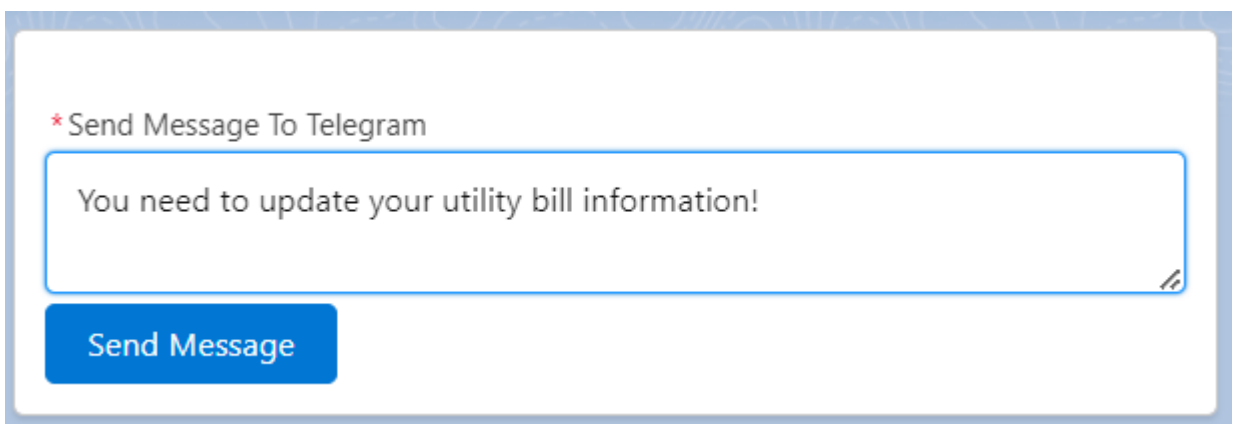 *Send Message To Telegram
You need to update your utility bill information!
Send Message